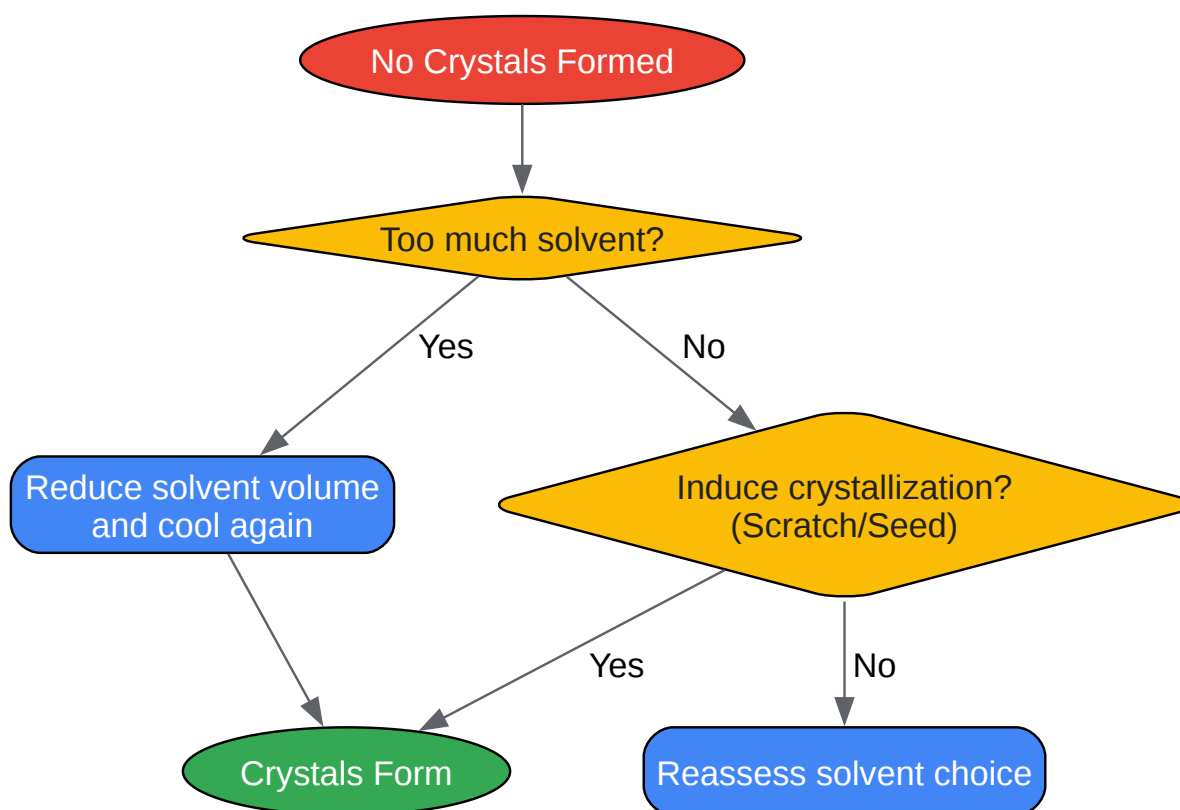 No Crystals Formed
Too much solvent?
Yes
No
Reduce solvent volume
and cool again
Induce crystallization?
(Scratch/Seed)
Yes
No
Crystals Form
Reassess solvent choice